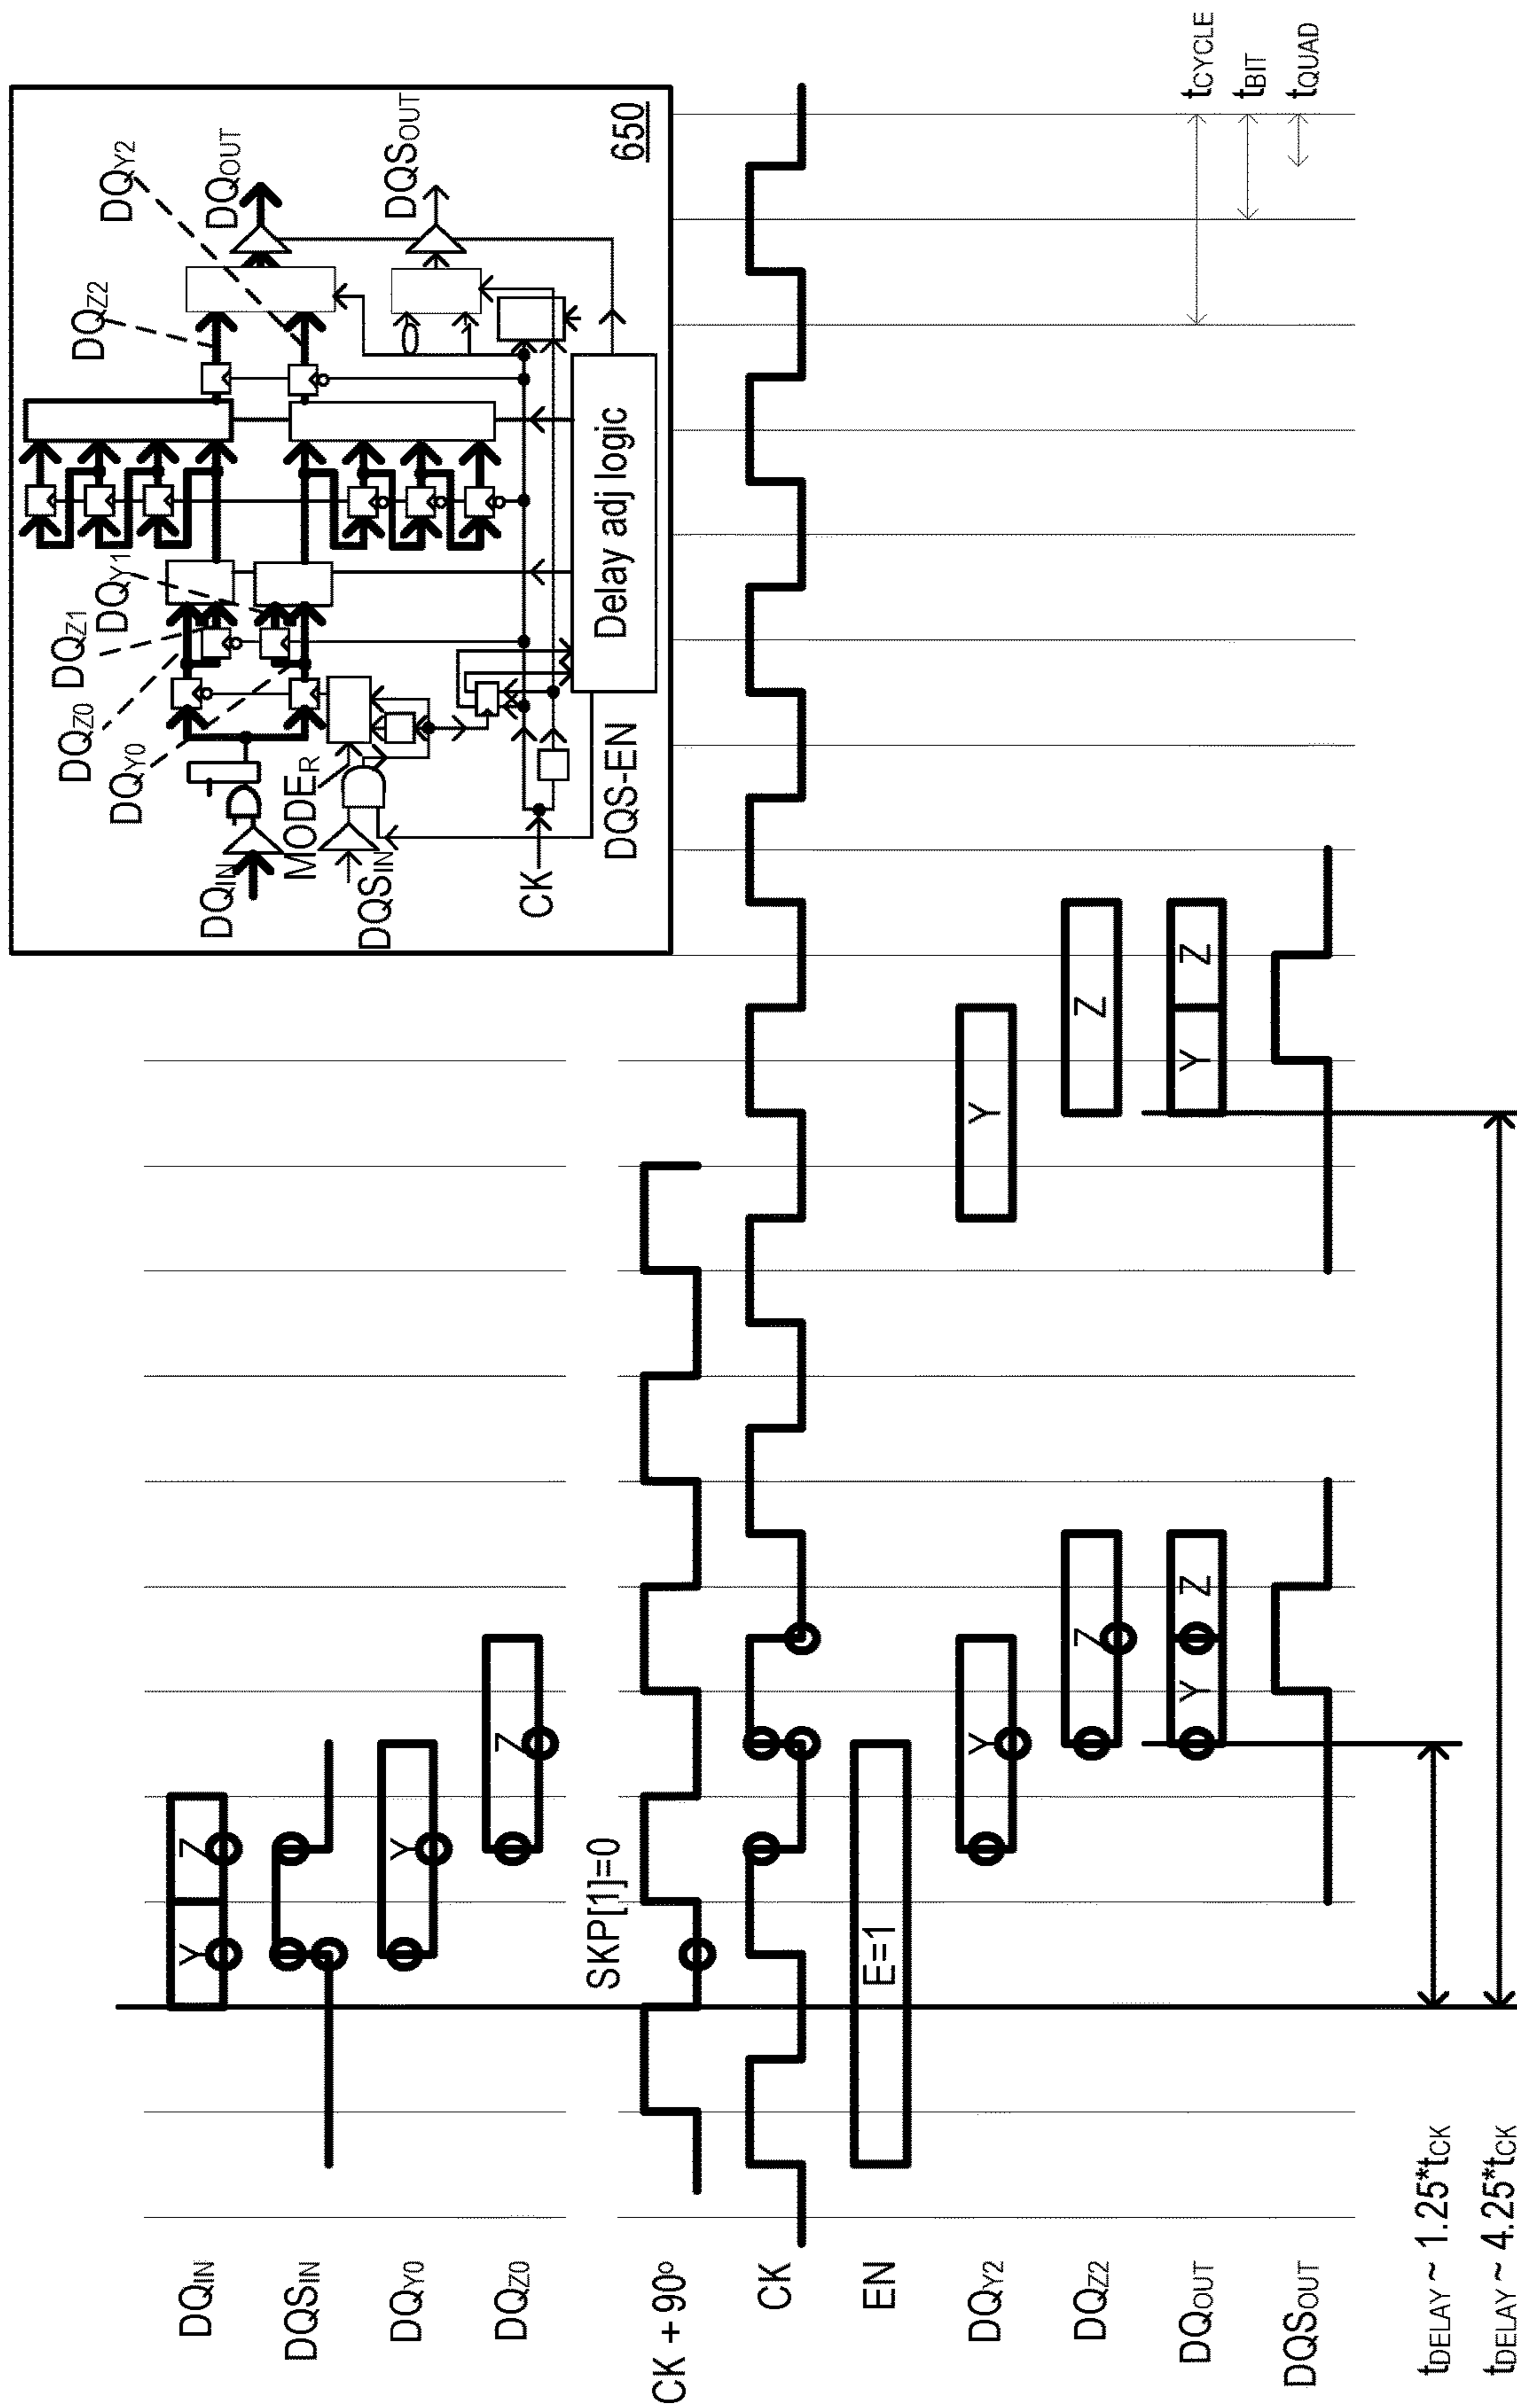 DQIN
DQSIN
DQY0
DQZ0
CK + 90º
CK
EN
DQY2
DQZ2
DQOUT
DQSOUT
tDELAY ~ 1.25*tCK
tDELAY ~ 4.25*tCK
Y Z
Y
Z
SKP[1]=0
E=1
Y
Z
Y Z
Y
Z
Y Z
DQIN
MODER
DQSIN
CK
DQS-EN
DQY0
DQZ0
DQZ1
DQY1
DQZ2
DQY2
DQOUT
DQSOUT
Delay adj logic
650
tCYCLE
tBIT
tQUAD